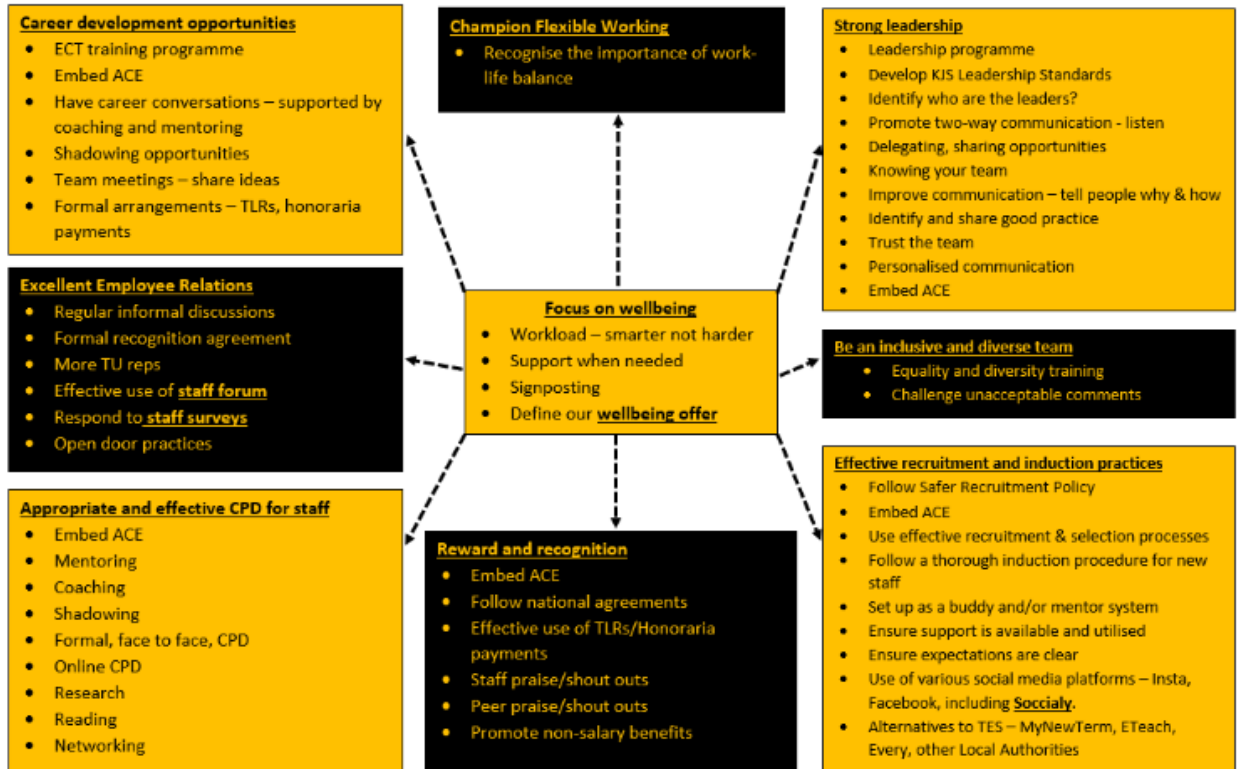 Career development opportunities
• ECT training programme
• Embed ACE
• Have career conversations – supported by
coaching and mentoring
• Shadowing opportunities
• Team meetings – share ideas
• Formal arrangements – TLRs, honoraria
payments
Champion Flexible Working
• Recognise the importance of work-
life balance
Strong leadership
• Leadership programme
• Develop KJS Leadership Standards
• Identify who are the leaders?
• Promote two-way communication - listen
• Delegating, sharing opportunities
• Knowing your team
• Improve communication – tell people why & how
• Identify and share good practice
• Trust the team
• Personalised communication
• Embed ACE
Excellent Employee Relations
• Regular informal discussions
• Formal recognition agreement
• More TU reps
• Effective use of staff forum
• Respond to staff surveys
• Open door practices
Focus on wellbeing
• Workload – smarter not harder
• Support when needed
• Signposting
• Define our wellbeing offer
Be an inclusive and diverse team
• Equality and diversity training
• Challenge unacceptable comments
Appropriate and effective CPD for staff
• Embed ACE
• Mentoring
• Coaching
• Shadowing
• Formal, face to face, CPD
• Online CPD
• Research
• Reading
• Networking
Reward and recognition
• Embed ACE
• Follow national agreements
• Effective use of TLRs/Honoraria
payments
• Staff praise/shout outs
• Peer praise/shout outs
• Promote non-salary benefits
Effective recruitment and induction practices
• Follow Safer Recruitment Policy
• Embed ACE
• Use effective recruitment & selection processes
• Follow a thorough induction procedure for new
staff
• Set up as a buddy and/or mentor system
• Ensure support is available and utilised
• Ensure expectations are clear
• Use of various social media platforms – Insta,
Facebook, including Soccialy.
• Alternatives to TES – MyNewTerm, ETeach,
Every, other Local Authorities